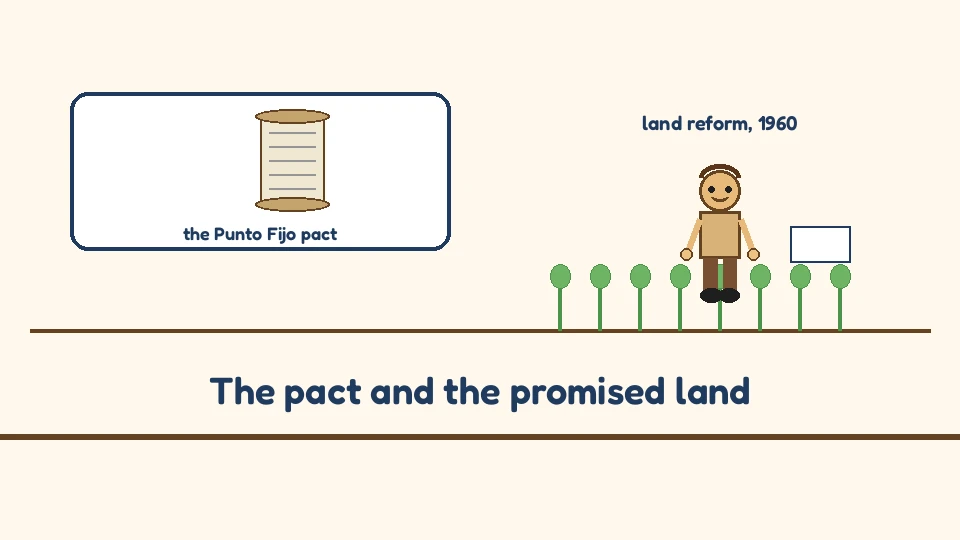 the Punto Fijo pact
land reform, 1960
The pact and the promised land